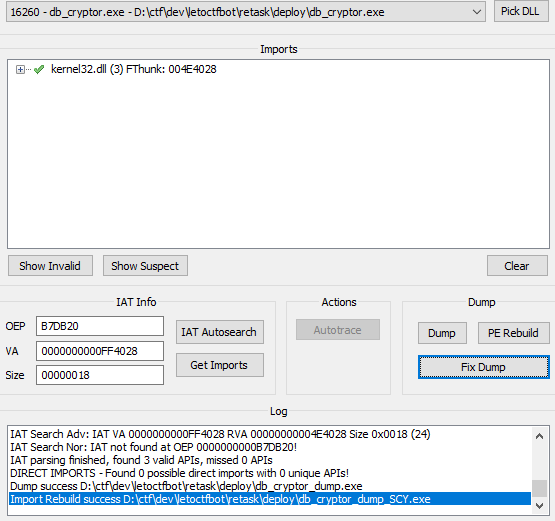 16260 - db_cryptor.exe - D:\ctf\dev\letoctfbot\retask\deploy\db_cryptor.exe
Pick DLL
Imports
kernel32.dll (3) FThunk: 004E4028
Show Invalid
Show Suspect
Clear
IAT Info
Actions
Dump
OEP
B7DB20
IAT Autosearch
Autotrace
Dump
PE Rebuild
VA
0000000000FF4028
Get Imports
Fix Dump
Size
00000018
Log
IAT Search Adv: IAT VA 0000000000FF4028 RVA 00000000004E4028 Size 0x0018 (24)
IAT Search Nor: IAT not found at OEP 0000000000B7DB20!
IAT parsing finished, found 3 valid APIs, missed 0 APIs
DIRECT IMPORTS - Found 0 possible direct imports with 0 unique APIs!
Dump success D:\ctf\dev\letoctfbot\retask\deploy\db_cryptor_dump.exe
Import Rebuild success D:\ctf\dev\letoctfbot\retask\deploy\db_cryptor_dump_SCY.exe